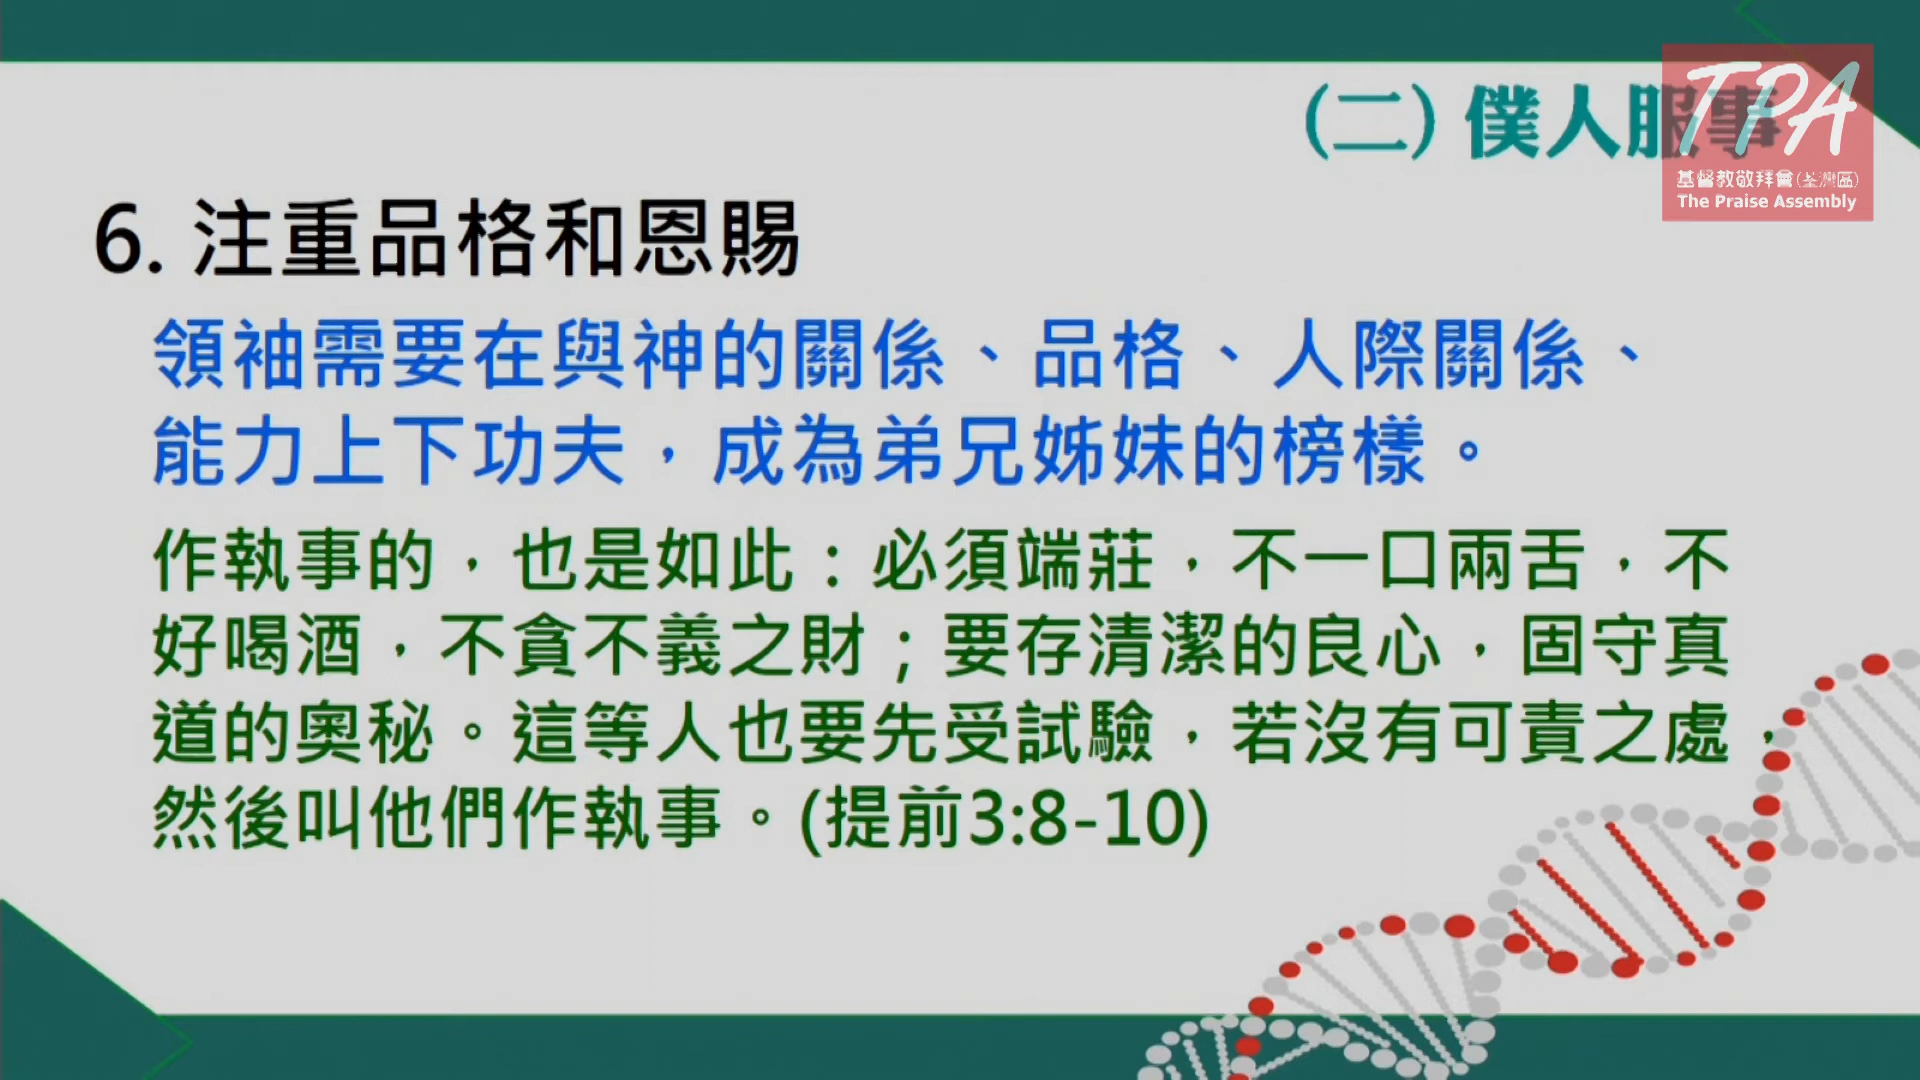 (二) 僕人服事
TPA
基督教敬拜會(荃灣區)
The Praise Assembly
6. 注重品格和恩賜
領袖需要在與神的關係、品格、人際關係、
能力上下功夫，成為弟兄姊妹的榜樣。
作執事的，也是如此：必須端莊，不一口兩舌，不
好喝酒，不貪不義之財；要存清潔的良心，固守真
道的奧秘。這等人也要先受試驗，若沒有可責之處，
然後叫他們作執事。(提前3:8-10)